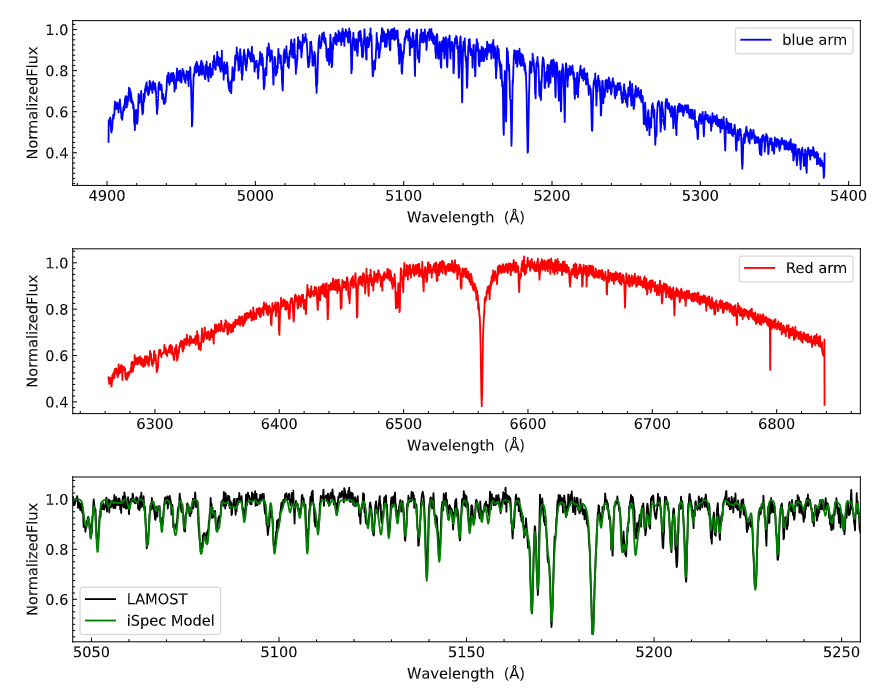 1.0
0.8
0.6
0.4
NormalizedFlux
blue arm
4900 5000 5100 5200 5300 5400
Wavelength (Å)
1.0
0.8
0.6
0.4
NormalizedFlux
Red arm
6300 6400 6500 6600 6700 6800
Wavelength (Å)
1.0
0.8
0.6
NormalizedFlux
LAMOST
iSpec Model
5050 5100 5150 5200 5250
Wavelength (Å)